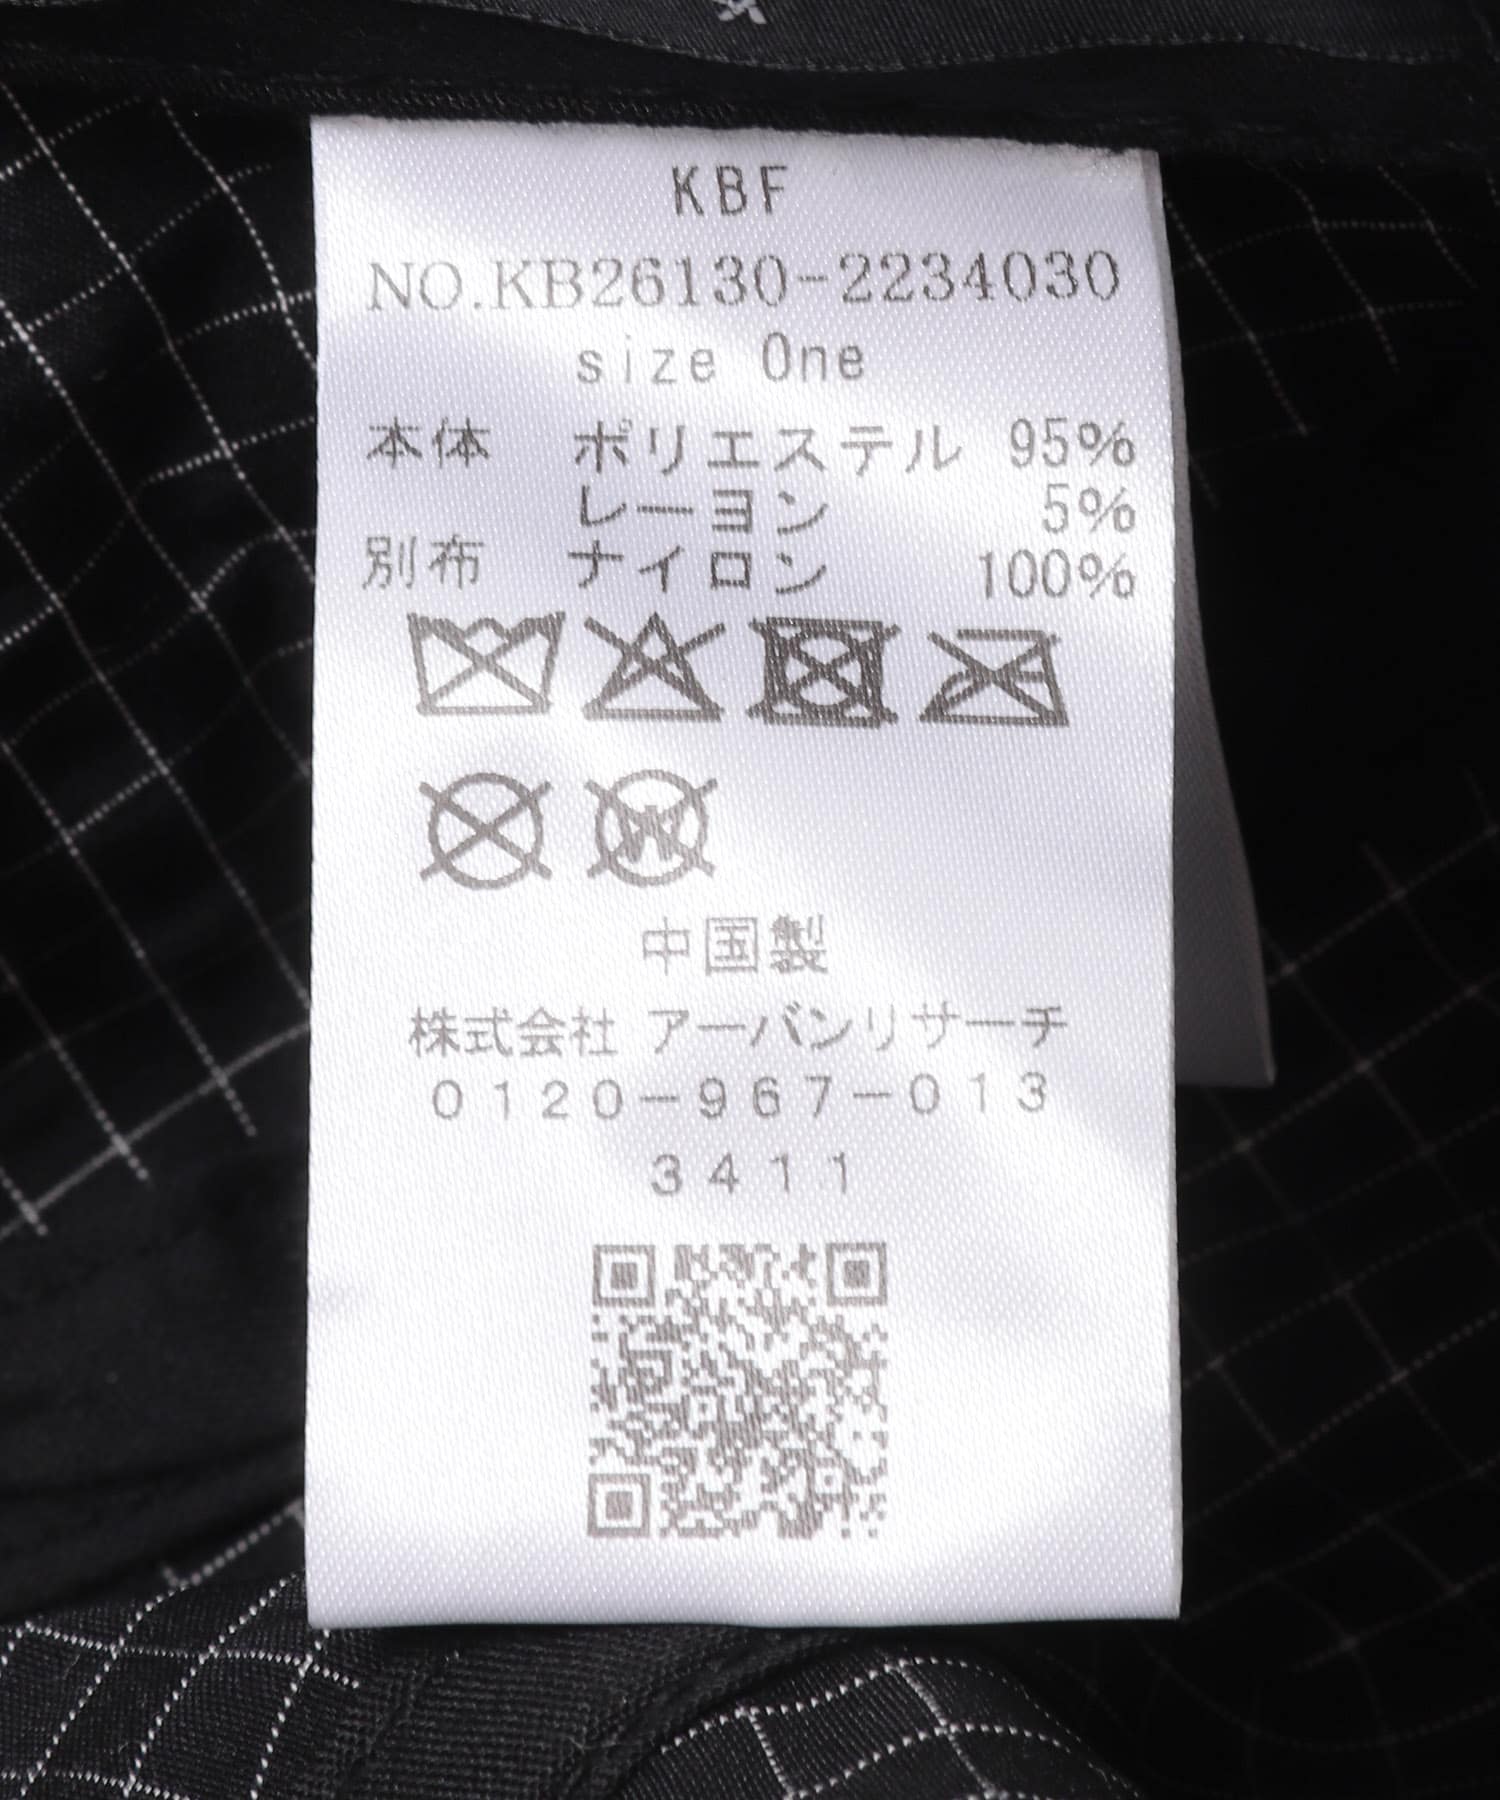 KBF
NO.KB26130-2234030
size One
本体 ポリエステル 95%
レーヨン 5%
別布 ナイロン 100%
中国製
株式会社 アーバンリサーチ
0120-967-013
3411